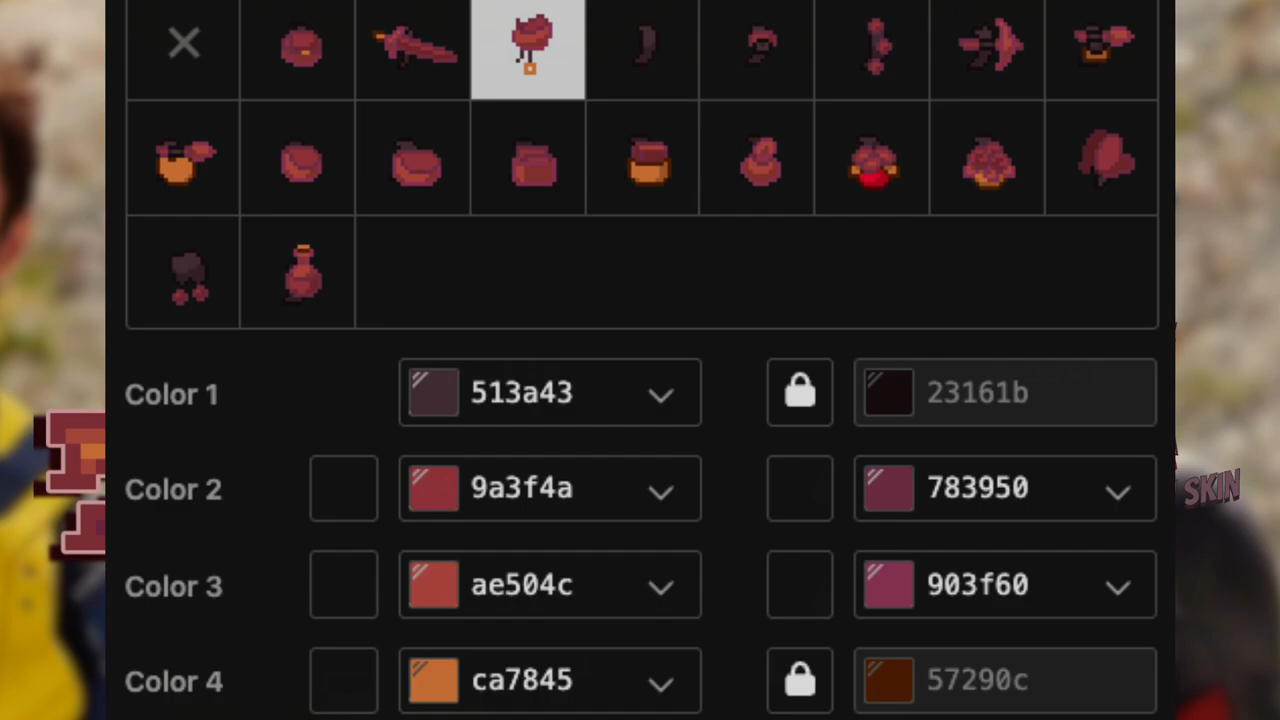 Color 1 513a43 23161b
Color 2 9a3f4a 783950
SKIN
Color 3 ae504c 903f60
Color 4 ca7845 57290c